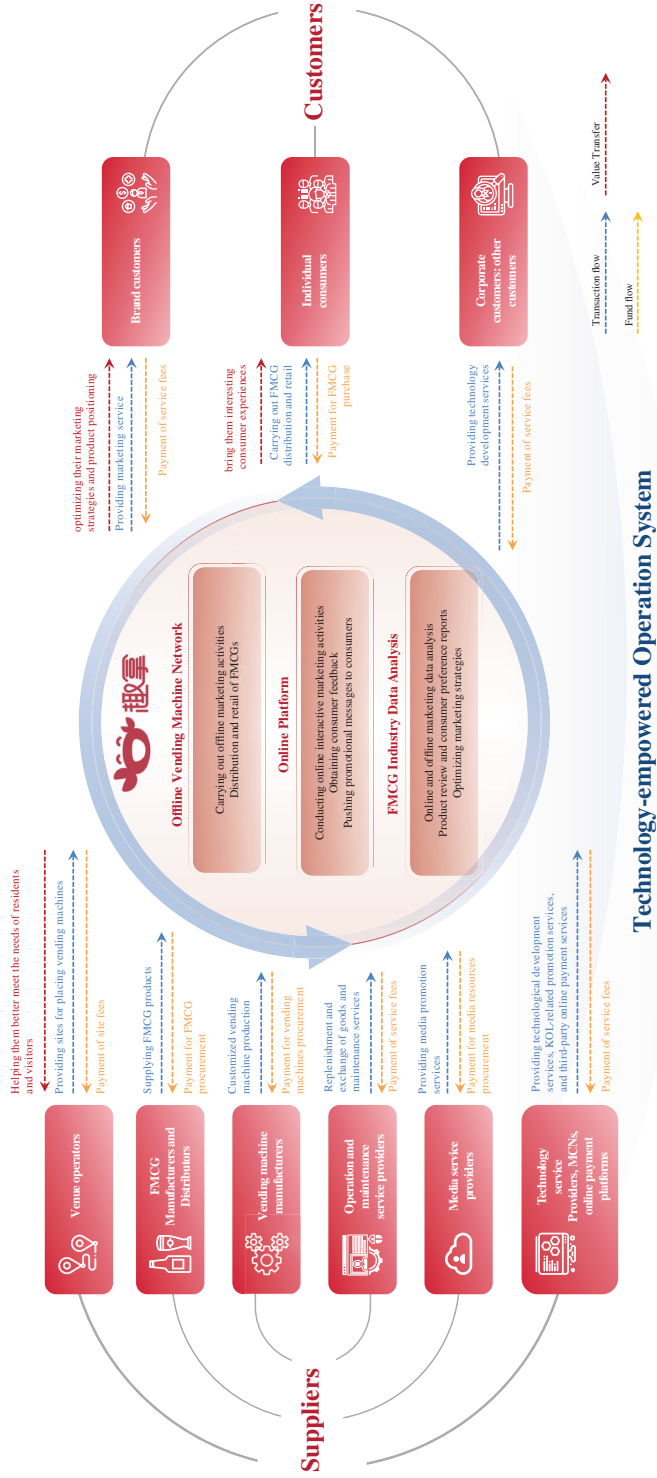 Suppliers
Venue operators
FMCG
Manufacturers and
Distributors
Vending machine
manufacturers
Operation and
maintenance
service providers
Media service
providers
Technology
service
Providers, MCNs,
online payment
platforms
Helping them better meet the needs of residents
and visitors
Providing sites for placing vending machines
Payment of site fees
Supplying FMCG products
Payment for FMCG
procurement
Customized vending
machine production
Payment for vending
machines procurement
Replenishment and
exchange of goods and
maintenance services
Payment of service fees
Providing media promotion
services
Payment for media resources
procurement
Providing technological development
services, KOL-related promotion services,
and third-party online payment services
Payment of service fees
趣拿
Offline Vending Machine Network
Carrying out offline marketing activities
Distribution and retail of FMCGs
Online Platform
Conducting online interactive marketing activities
Obtaining consumer feedback
Pushing promotional messages to consumers
FMCG Industry Data Analysis
Online and offline marketing data analysis
Product review and consumer preference reports
Optimizing marketing strategies
optimizing their marketing
strategies and product positioning
Providing marketing service
Payment of service fees
bring them interesting
consumer experiences
Carrying out FMCG
distribution and retail
Payment for FMCG
purchase
Providing technology
development services
Payment of service fees
Brand customers
Individual
consumers
Corporate
customers; other
customers
Customers
Technology-empowered Operation System
Transaction flow
Value Transfer
Fund flow